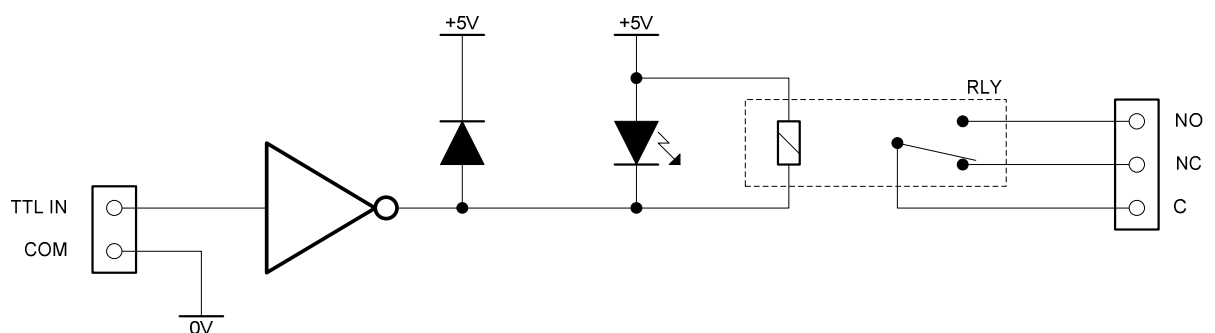 +5V
+5V
RLY
NO
NC
C
TTL IN
COM
0V